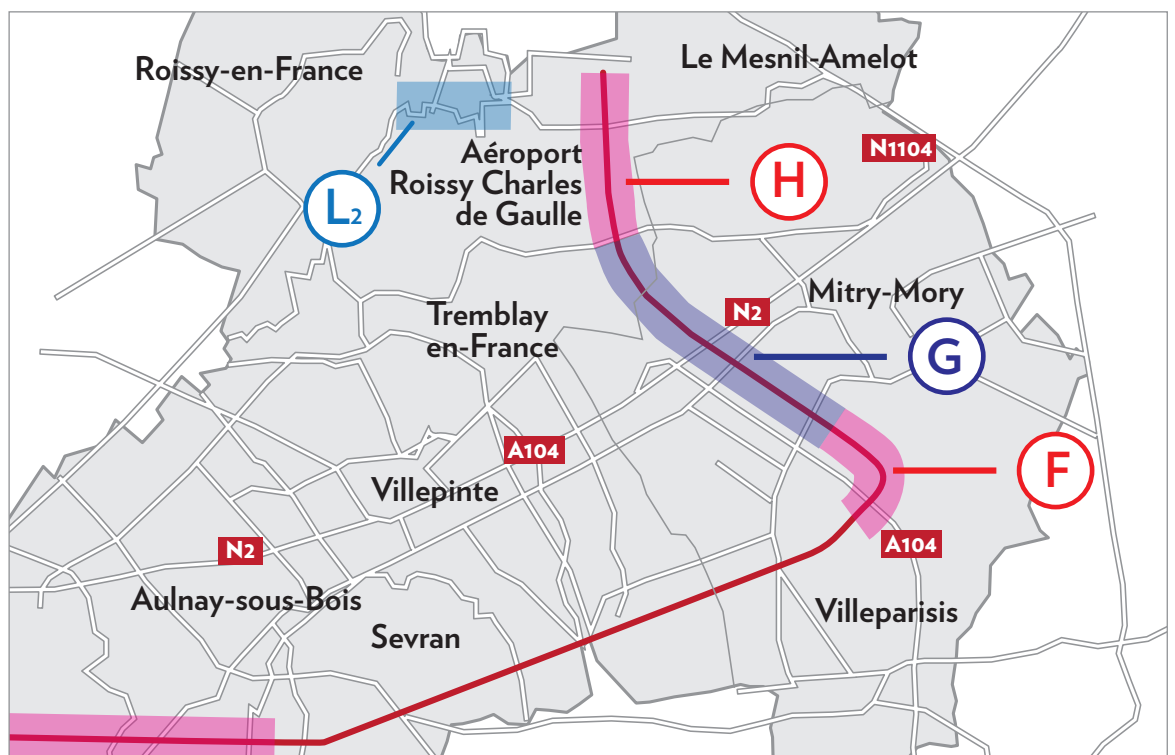 Roissy-en-France
Le Mesnil-Amelot
N1104
Aéroport
Roissy Charles
de Gaulle
H
L2
Mitry-Mory
N2
Tremblay
en-France
G
A104
F
Villepinte
N2
A104
Aulnay-sous-Bois
Villeparisis
Sevran